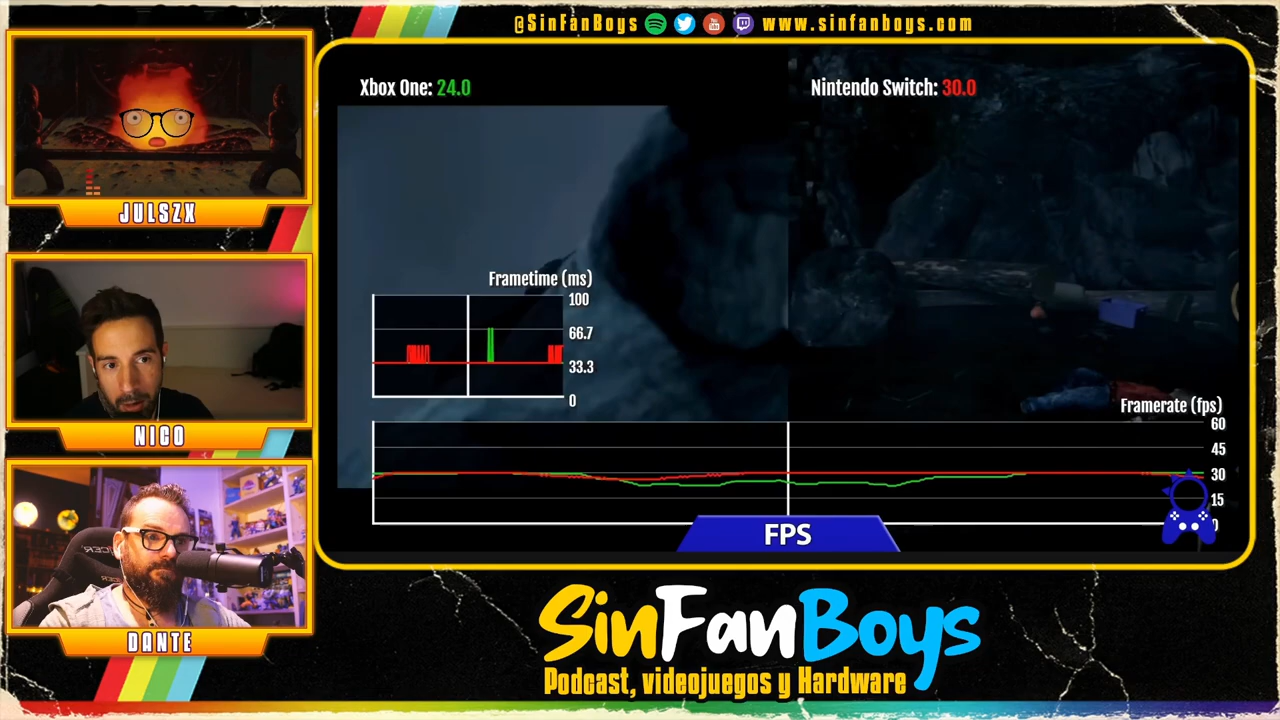 @SinFanBoys www.sinfanboys.com
Xbox One: 24.0
Nintendo Switch: 30.0
JULSZX
Frametime (ms)
100
66.7
33.3
0
NICO
Framerate (fps)
60
45
30
15
0
FPS
DANTE
SinFanBoys
Podcast, videojuegos y Hardware